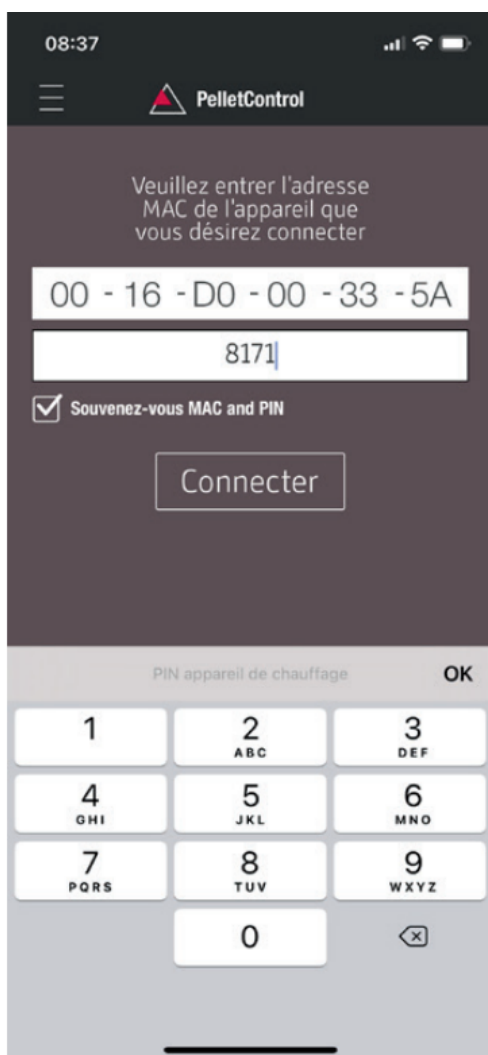 08:37
PelletControl
Veuillez entrer l'adresse
MAC de l'appareil que
vous désirez connecter
00 - 16 - D0 - 00 - 33 - 5A
8171
Souvenez-vous MAC and PIN
Connecter
PIN appareil de chauffage OK
1 2 3
ABC DEF
4 5 6
GHI JKL MNO
7 8 9
PQRS TUV WXYZ
0